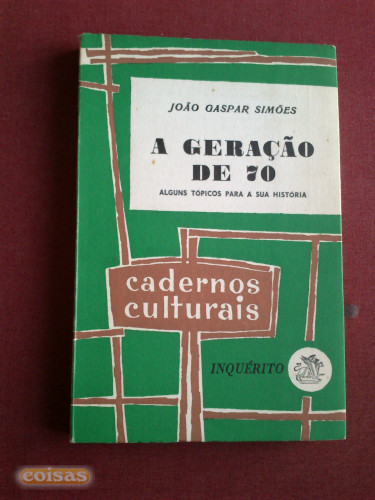 JOÃO GASPAR SIMÕES
A GERAÇÃO
DE 70
ALGUNS TÓPICOS PARA A SUA HISTÓRIA
cadernos
culturais
INQUÉRITO
coisas